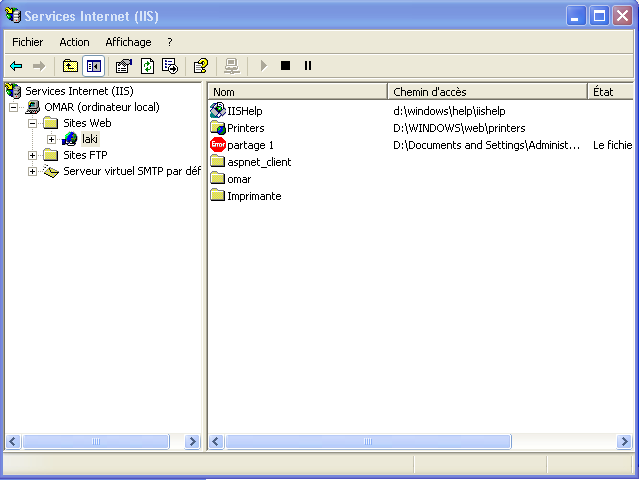 Services Internet (IIS)
Fichier Action Affichage ?
Services Internet (IIS)
OMAR (ordinateur local)
Sites Web
laki
Sites FTP
Serveur virtuel SMTP par déf
Nom Chemin d'accès État
IISHelp d:\windows\help\iishelp
Printers D:\WINDOWS\web\printers
Error partage 1 D:\Documents and Settings\Administ... Le fichie
aspnet_client
omar
Imprimante